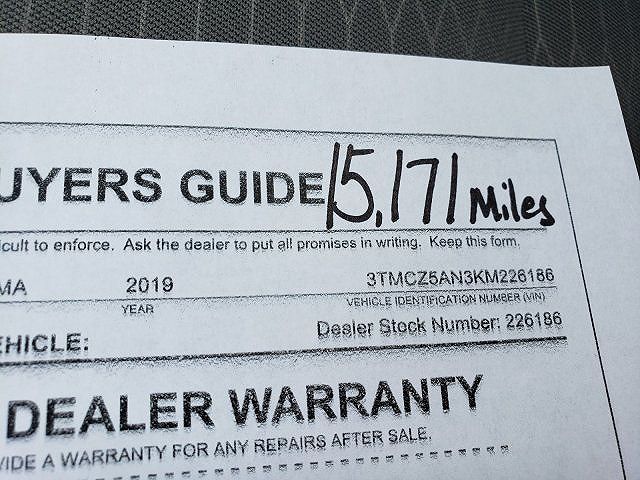 UYERS GUIDE 15,171 Miles
icult to enforce. Ask the dealer to put all promises in writing. Keep this form.
MA 2019 3TMCZ5AN3KM226186
YEAR VEHICLE IDENTIFICATION NUMBER (VIN)
EHICLE: Dealer Stock Number: 226186
DEALER WARRANTY
VIDE A WARRANTY FOR ANY REPAIRS AFTER SALE.